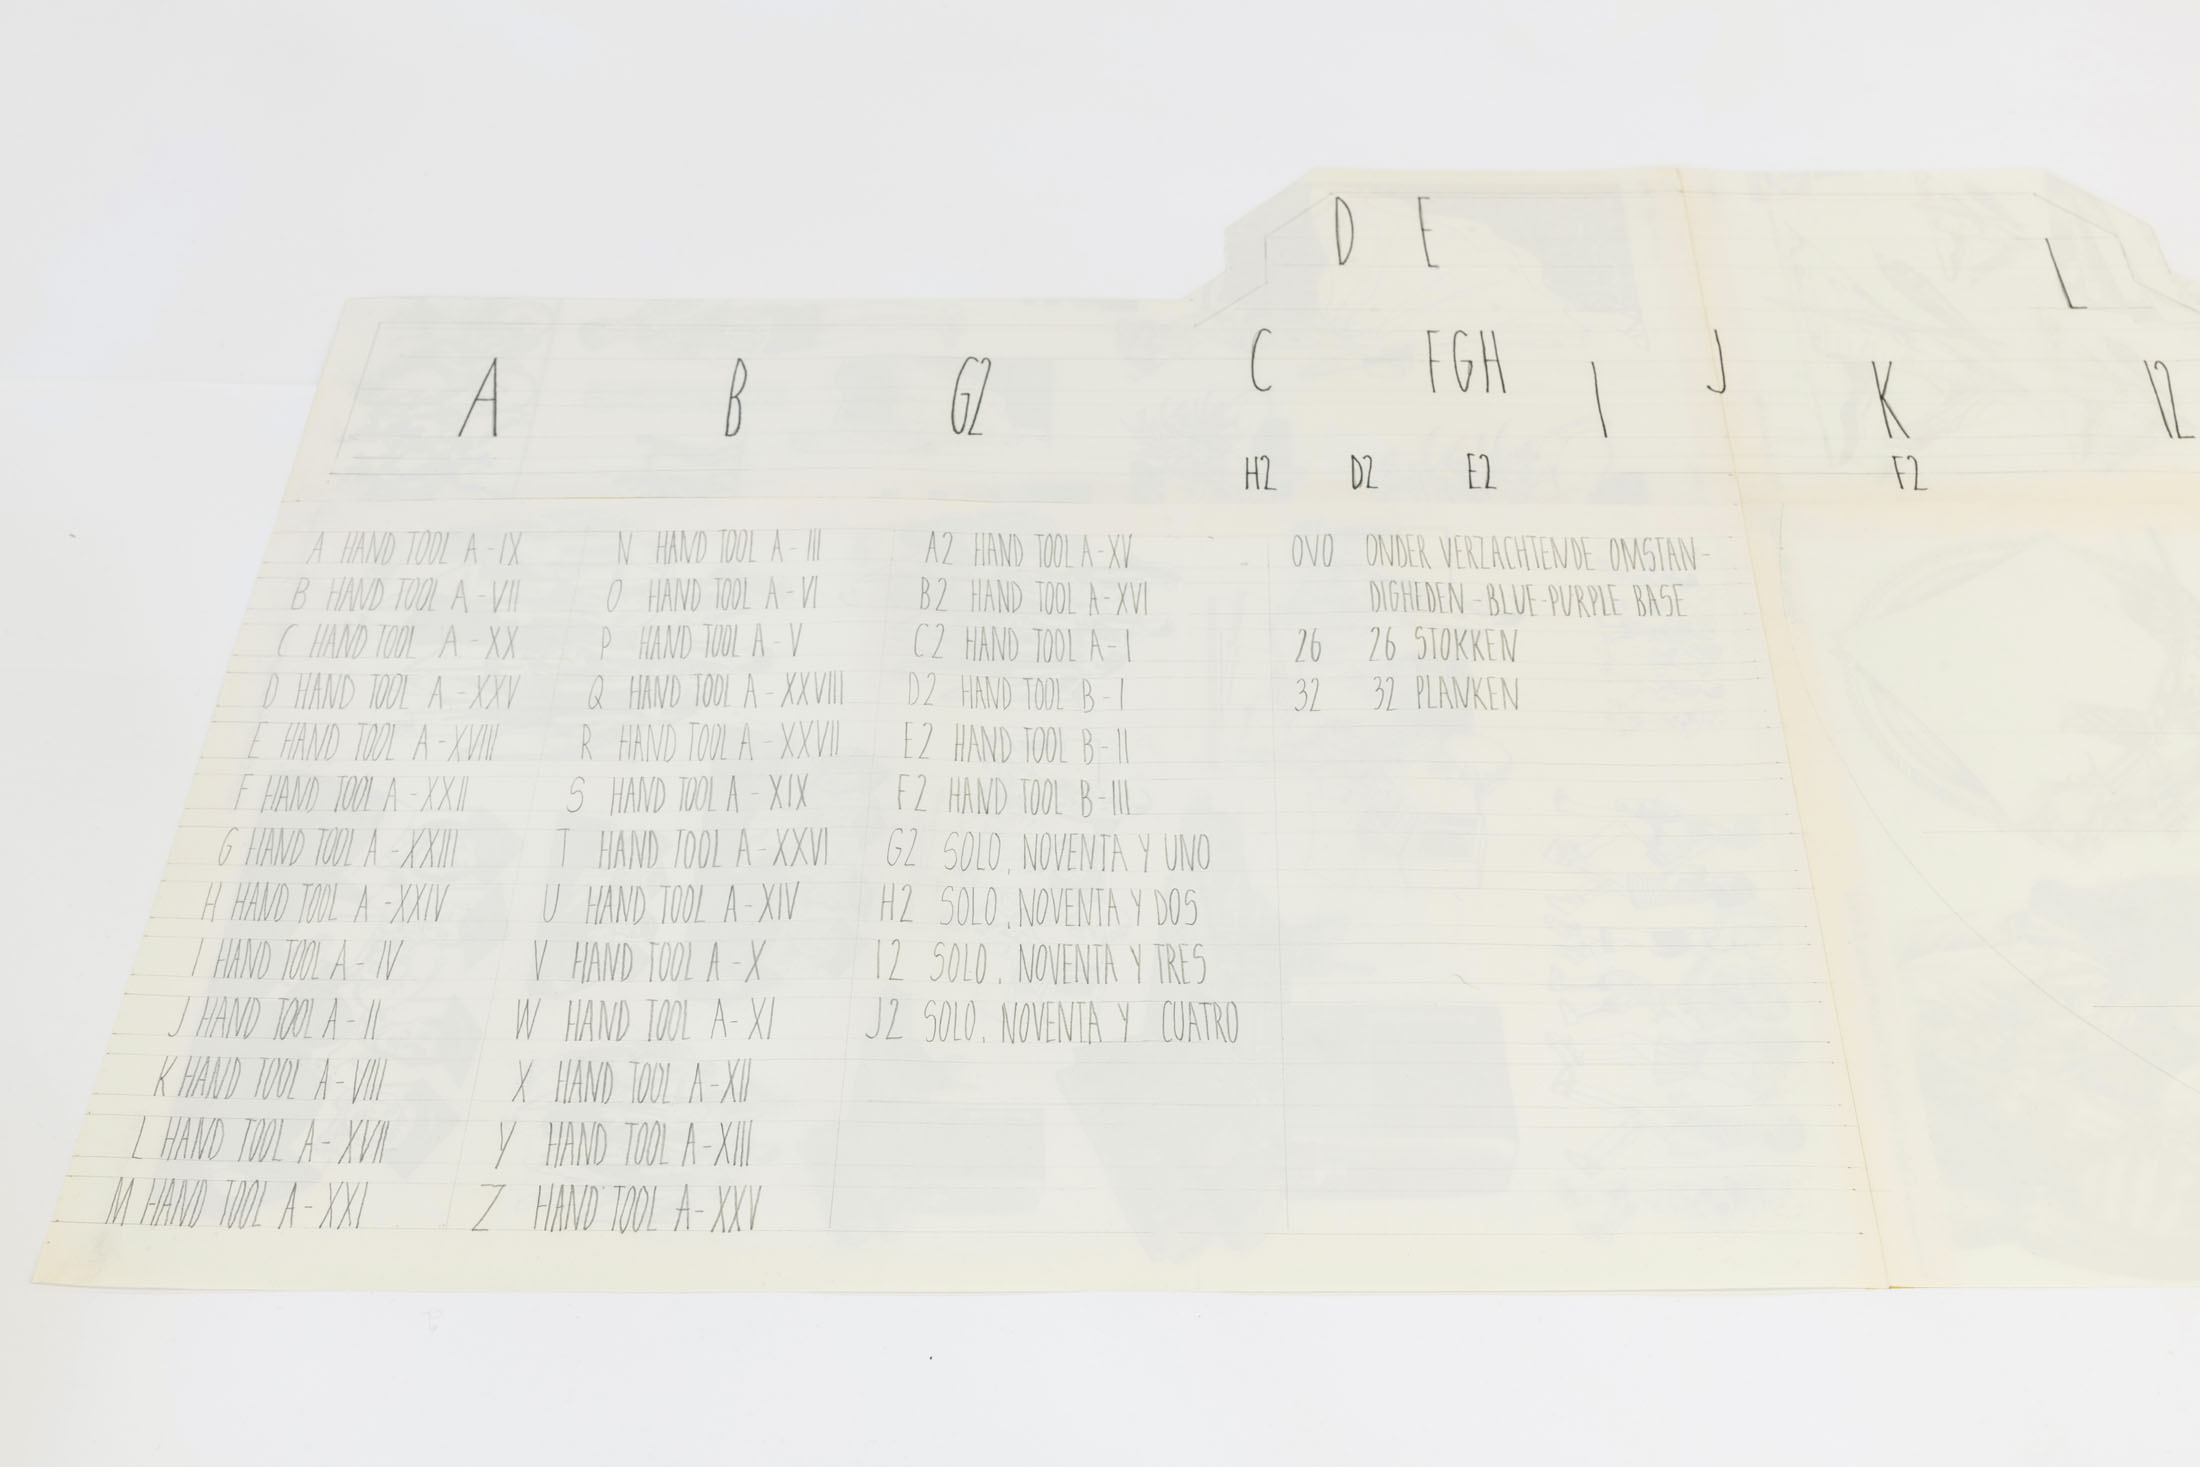 D E
L
C FGH J
A B G2 I K I2
H2 D2 E2 F2
A HAND TOOL A-IX
B HAND TOOL A-VII
C HAND TOOL A-XX
D HAND TOOL A-XXV
E HAND TOOL A-XVIII
F HAND TOOL A-XXII
G HAND TOOL A-XXIII
H HAND TOOL A-XXIV
I HAND TOOL A-IV
J HAND TOOL A-II
K HAND TOOL A-VIII
L HAND TOOL A-XVII
M HAND TOOL A-XXI
N HAND TOOL A-III
O HAND TOOL A-VI
P HAND TOOL A-V
Q HAND TOOL A-XXVIII
R HAND TOOL A-XXVII
S HAND TOOL A-XIX
T HAND TOOL A-XXVI
U HAND TOOL A-XIV
V HAND TOOL A-X
W HAND TOOL A-XI
X HAND TOOL A-XII
Y HAND TOOL A-XIII
Z HAND TOOL A-XXV
A2 HAND TOOL A-XV
B2 HAND TOOL A-XVI
C2 HAND TOOL A-I
D2 HAND TOOL B-I
E2 HAND TOOL B-II
F2 HAND TOOL B-III
G2 SOLO, NOVENTA Y UNO
H2 SOLO, NOVENTA Y DOS
I2 SOLO, NOVENTA Y TRES
J2 SOLO, NOVENTA Y CUATRO
OVO ONDER VERZACHTENDE OMSTAN-
DIGHEDEN-BLUE-PURPLE BASE
26 26 STOKKEN
32 32 PLANKEN